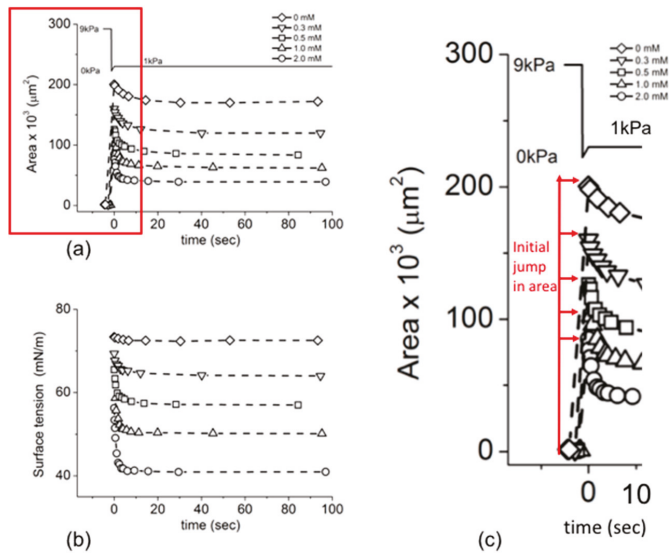 300
9kPa
0 mM
0.3 mM
0.5 mM
1.0 mM
2.0 mM
0kPa
1kPa
200
100
0
Area x 10³ (μm²)
0 20 40 60 80 100
time (sec)
(a)
80
60
40
Surface tension (mN/m)
0 20 40 60 80 100
time (sec)
(b)
0 mM
0.3 mM
0.5 mM
1.0 mM
2.0 mM
300
9kPa
1kPa
0kPa
200
Initial
jump
in area
100
0
Area x 10³ (μm²)
0 10
time (sec)
(c)